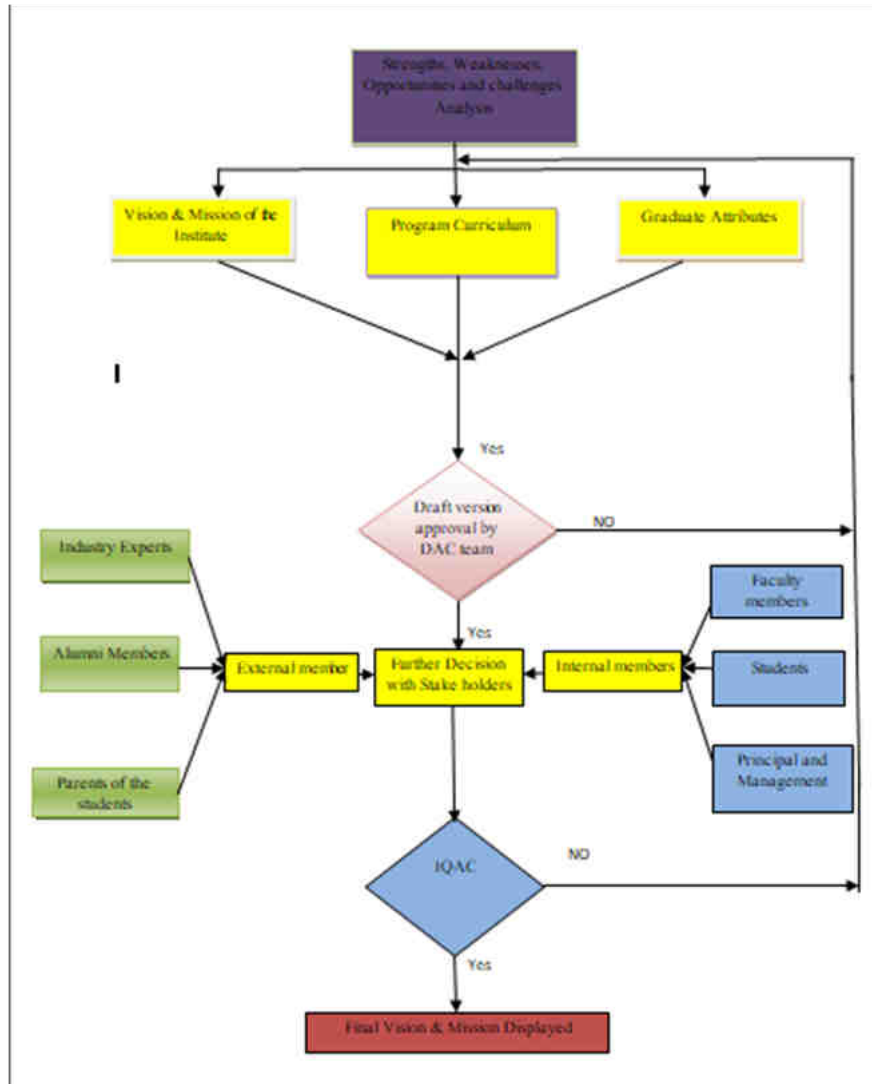 Strengths, Weaknesses,
Opportunities and challenges
Analysis
Vision & Mission of the
Institute
Program Curriculum
Graduate Attributes
I
Yes
Draft version
approval by
DAC team
NO
Industry Experts
Faculty
members
Yes
Alumni Members
External member
Further Decision
with Stake holders
Internal members
Students
Parents of the
students
Principal and
Management
IQAC
NO
Yes
Final Vision & Mission Displayed